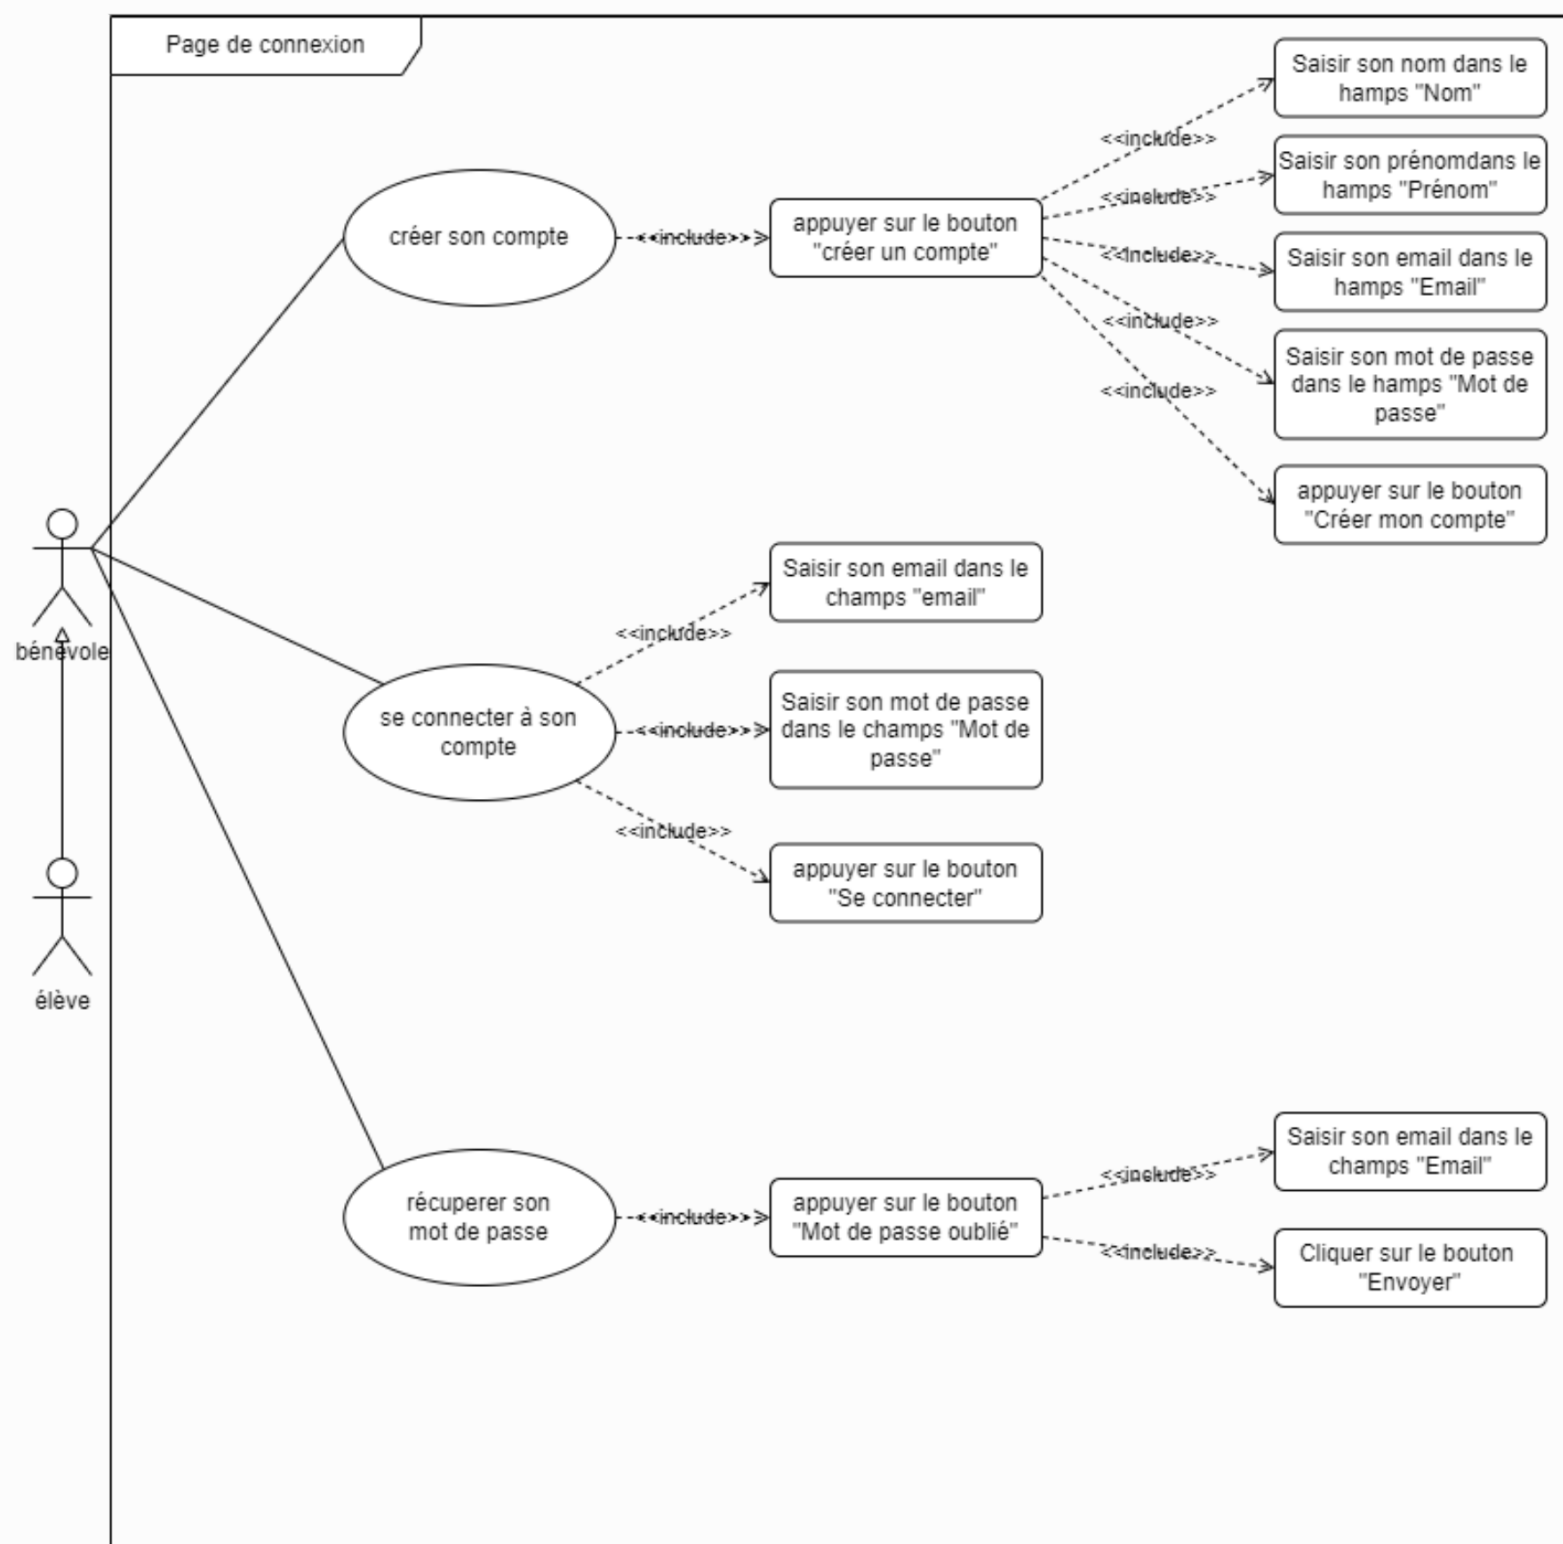 Page de connexion
créer son compte
<<include>>
appuyer sur le bouton
"créer un compte"
<<include>>
<<include>>
<<include>>
<<include>>
<<include>>
Saisir son nom dans le
hamps "Nom"
Saisir son prénomdans le
hamps "Prénom"
Saisir son email dans le
hamps "Email"
Saisir son mot de passe
dans le hamps "Mot de
passe"
appuyer sur le bouton
"Créer mon compte"
bénévole
élève
se connecter à son
compte
<<include>>
<<include>>
<<include>>
Saisir son email dans le
champs "email"
Saisir son mot de passe
dans le champs "Mot de
passe"
appuyer sur le bouton
"Se connecter"
récuperer son
mot de passe
<<include>>
appuyer sur le bouton
"Mot de passe oublié"
<<include>>
<<include>>
Saisir son email dans le
champs "Email"
Cliquer sur le bouton
"Envoyer"